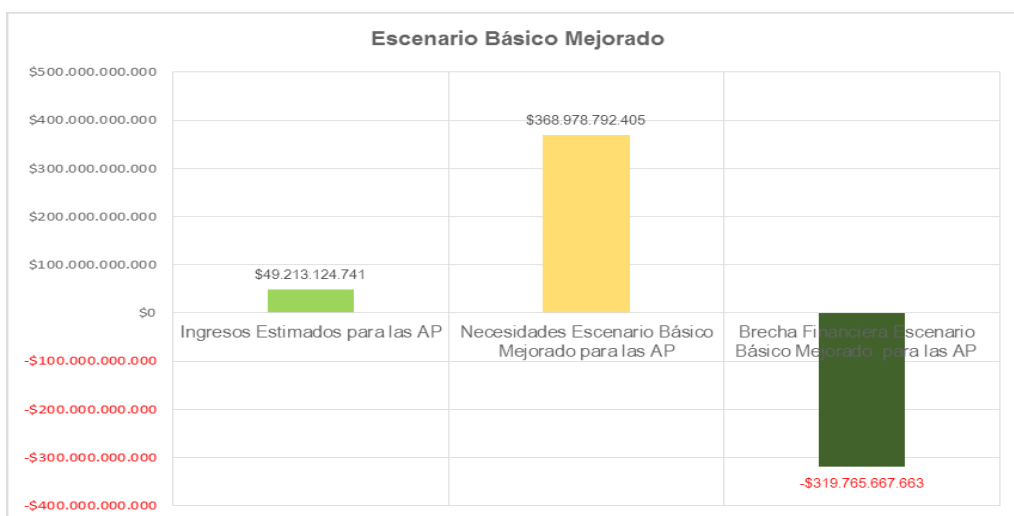 Escenario Básico Mejorado
$500.000.000.000
$400.000.000.000
$300.000.000.000
$200.000.000.000
$100.000.000.000
$0
-$100.000.000.000
-$200.000.000.000
-$300.000.000.000
-$400.000.000.000
$49.213.124.741
$368.978.792.405
-$319.765.667.663
Ingresos Estimados para las AP
Necesidades Escenario Básico
Mejorado para las AP
Brecha Financiera Escenario
Básico Mejorado para las AP